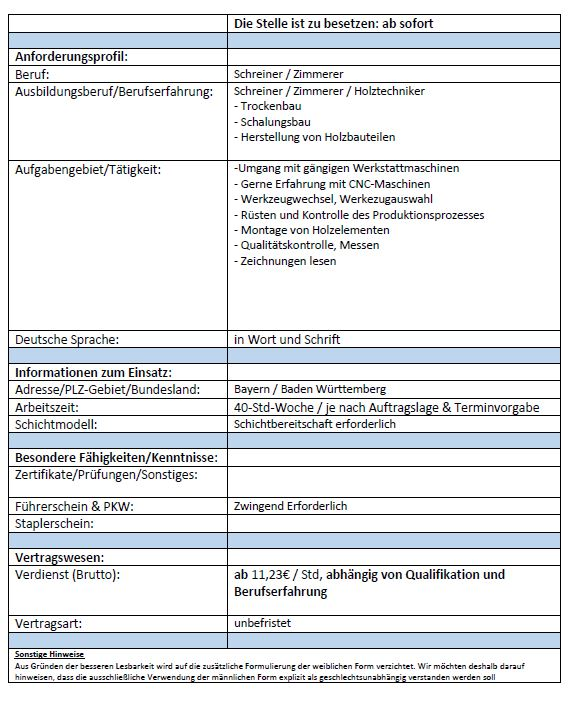 Die Stelle ist zu besetzen: ab sofort
Anforderungsprofil:
Beruf: Schreiner / Zimmerer
Ausbildungsberuf/Berufserfahrung: Schreiner / Zimmerer / Holztechniker
- Trockenbau
- Schalungsbau
- Herstellung von Holzbauteilen
Aufgabengebiet/Tätigkeit: -Umgang mit gängigen Werkstattmaschinen
- Gerne Erfahrung mit CNC-Maschinen
- Werkzeugwechsel, Werkezugauswahl
- Rüsten und Kontrolle des Produktionsprozesses
- Montage von Holzelementen
- Qualitätskontrolle, Messen
- Zeichnungen lesen
Deutsche Sprache: in Wort und Schrift
Informationen zum Einsatz:
Adresse/PLZ-Gebiet/Bundesland: Bayern / Baden Württemberg
Arbeitszeit: 40-Std-Woche / je nach Auftragslage & Terminvorgabe
Schichtmodell: Schichtbereitschaft erforderlich
Besondere Fähigkeiten/Kenntnisse:
Zertifikate/Prüfungen/Sonstiges:
Führerschein & PKW: Zwingend Erforderlich
Staplerschein:
Vertragswesen:
Verdienst (Brutto): ab 11,23€ / Std, abhängig von Qualifikation und
Berufserfahrung
Vertragsart: unbefristet
Sonstige Hinweise
Aus Gründen der besseren Lesbarkeit wird auf die zusätzliche Formulierung der weiblichen Form verzichtet. Wir möchten deshalb darauf
hinweisen, dass die ausschließliche Verwendung der männlichen Form explizit als geschlechtsunabhängig verstanden werden soll